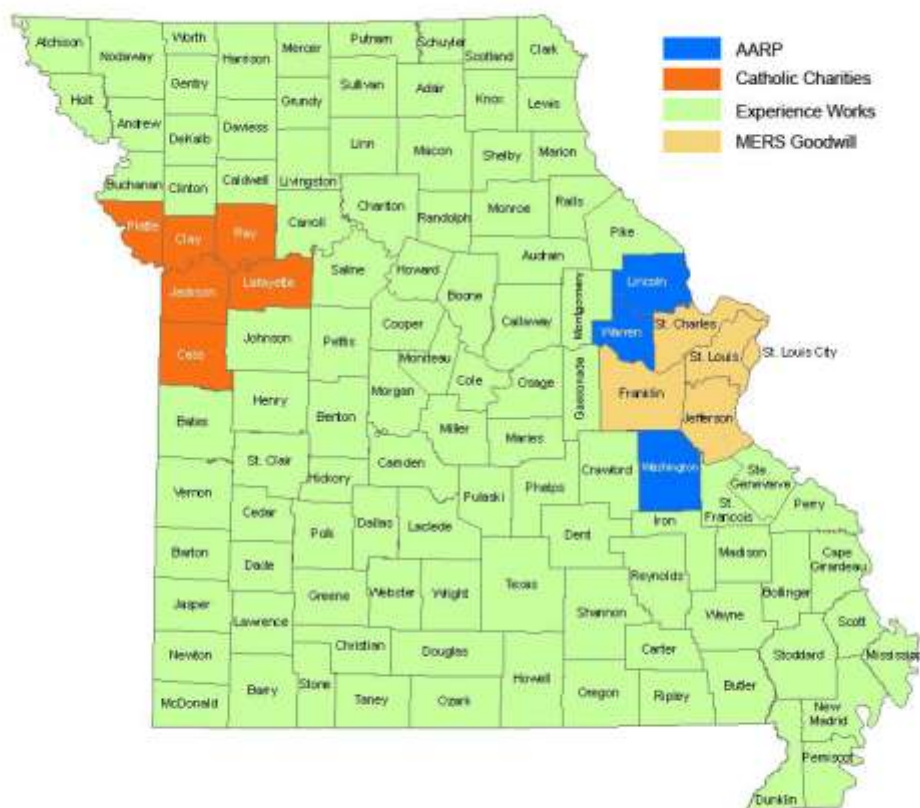 AARP
Catholic Charities
Experience Works
MERS Goodwill
Atchison
Nodaway
Worth
Harrison
Mercer
Putnam
Schuyler
Scotland
Clark
Holt
Gentry
Grundy
Sullivan
Adair
Knox
Lewis
Andrew
DeKalb
Daviess
Linn
Macon
Shelby
Marion
Buchanan
Clinton
Caldwell
Livingston
Chariton
Randolph
Monroe
Ralls
Platte
Clay
Ray
Carroll
Pike
Audrain
Jackson
Lafayette
Saline
Howard
Boone
Callaway
Montgomery
Lincoln
Warren
St. Charles
St. Louis
St. Louis City
Cass
Johnson
Pettis
Cooper
Moniteau
Cole
Osage
Gasconade
Franklin
Jefferson
Bates
Henry
Benton
Morgan
Miller
Maries
St. Clair
Hickory
Camden
Pulaski
Phelps
Crawford
Washington
Ste
Genevieve
St.
Francois
Perry
Vernon
Cedar
Polk
Dallas
Laclede
Dent
Iron
Madison
Cape
Girardeau
Barton
Dade
Greene
Webster
Wright
Texas
Shannon
Reynolds
Wayne
Bollinger
Jasper
Lawrence
Christian
Douglas
Carter
Stoddard
Scott
Mississippi
Newton
McDonald
Barry
Stone
Taney
Ozark
Howell
Oregon
Ripley
Butler
New
Madrid
Pemiscot
Dunklin